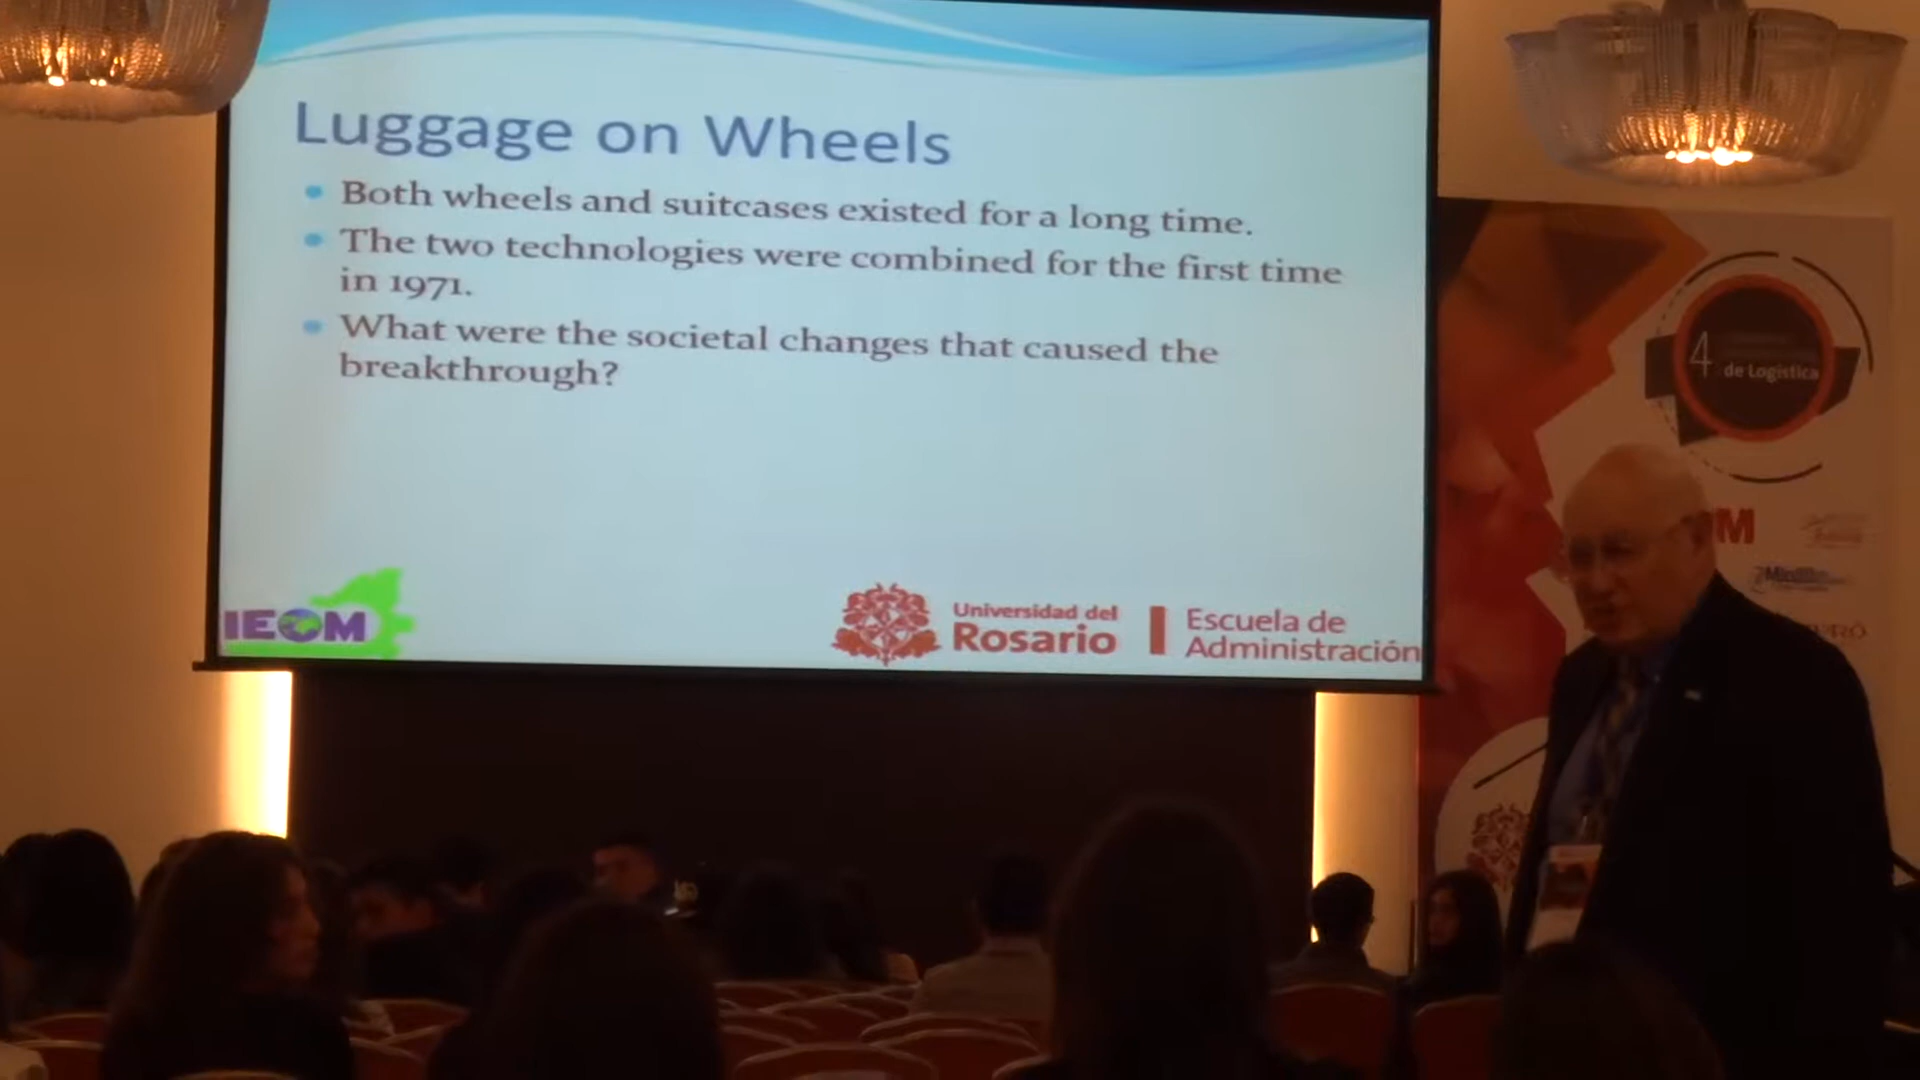 Luggage on Wheels
Both wheels and suitcases existed for a long time.
The two technologies were combined for the first time
in 1971.
What were the societal changes that caused the
breakthrough?
IEOM
Universidad del
Rosario
Escuela de
Administración
4
de Logística